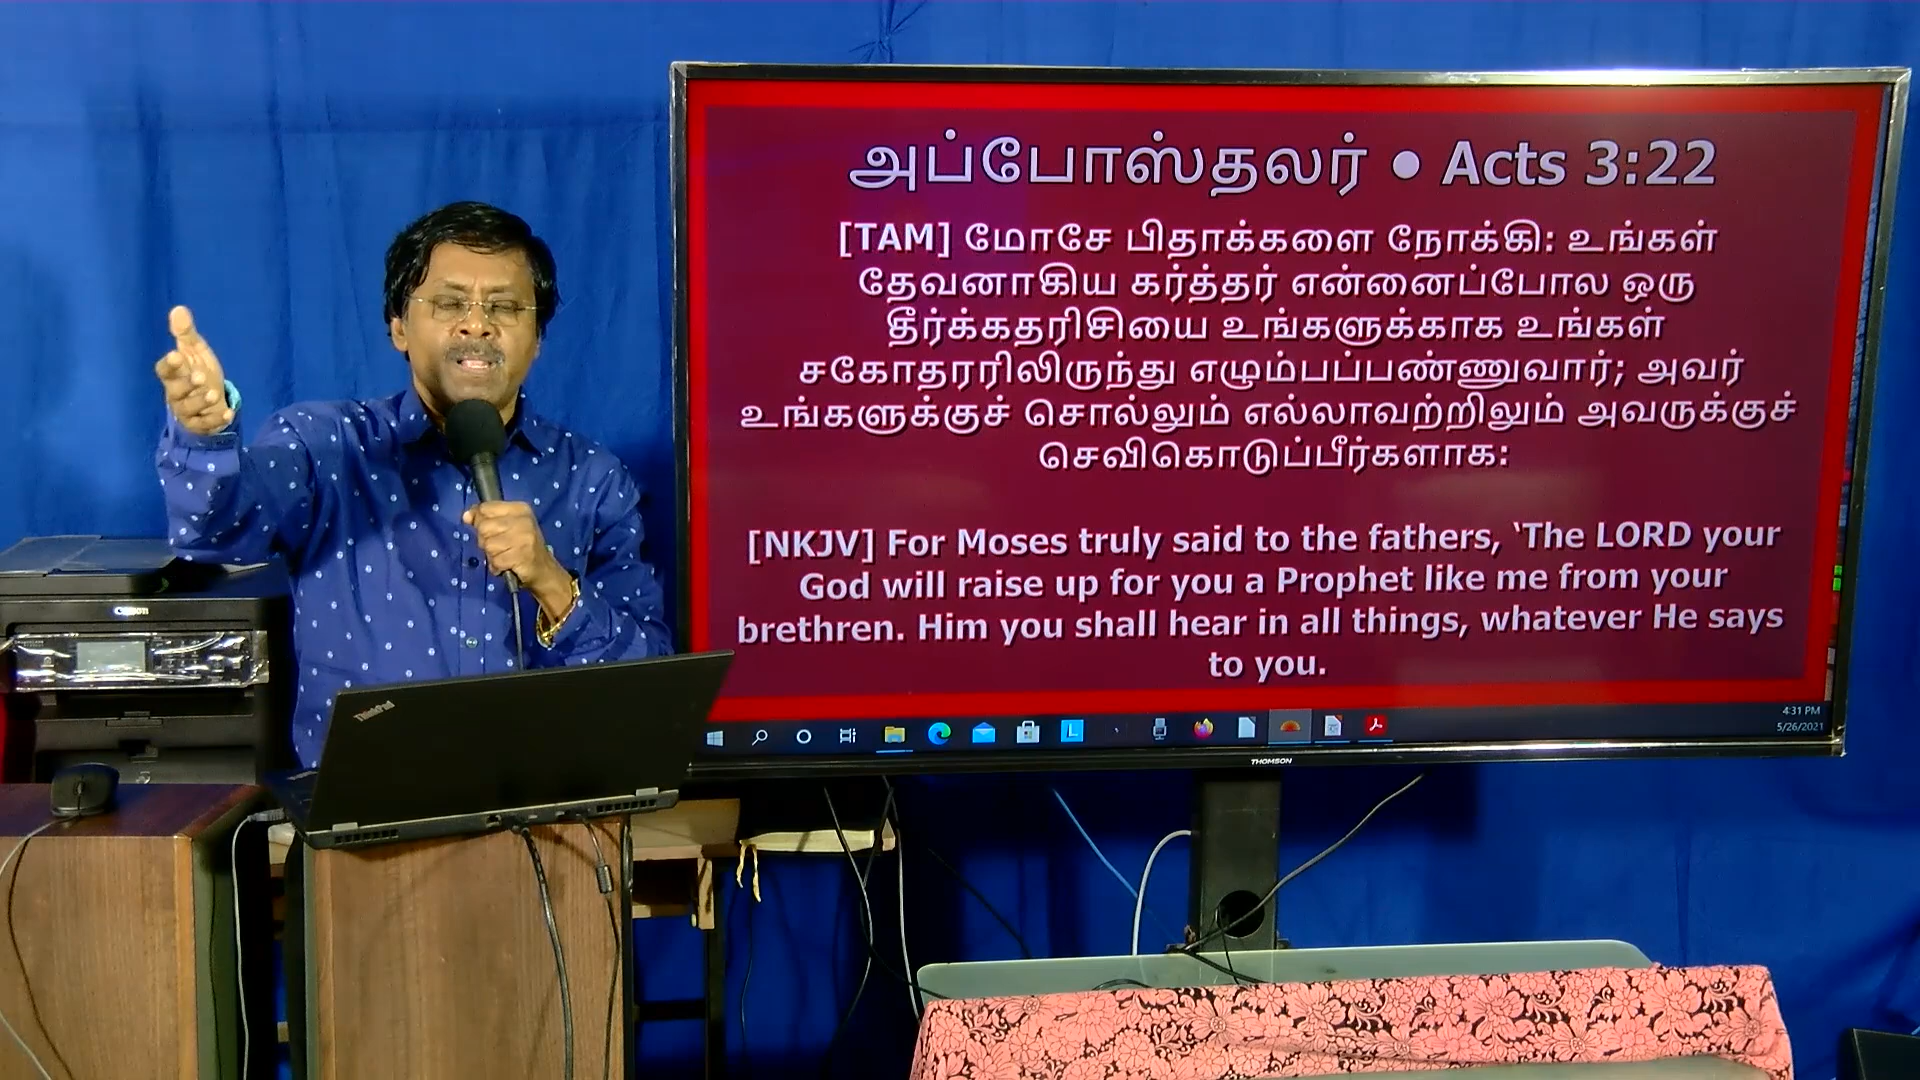 அப்போஸ்தலர் ● Acts 3:22
[TAM] மோசே பிதாக்களை நோக்கி: உங்கள்
தேவனாகிய கர்த்தர் என்னைப்போல ஒரு
தீர்க்கதரிசியை உங்களுக்காக உங்கள்
சகோதரரிலிருந்து எழும்பப்பண்ணுவார்; அவர்
உங்களுக்குச் சொல்லும் எல்லாவற்றிலும் அவருக்குச்
செவிகொடுப்பீர்களாக:
[NKJV] For Moses truly said to the fathers, ‘The LORD your
God will raise up for you a Prophet like me from your
brethren. Him you shall hear in all things, whatever He says
to you.
4:31 PM
5/26/2021
THOMSON
Canon
ThinkPad